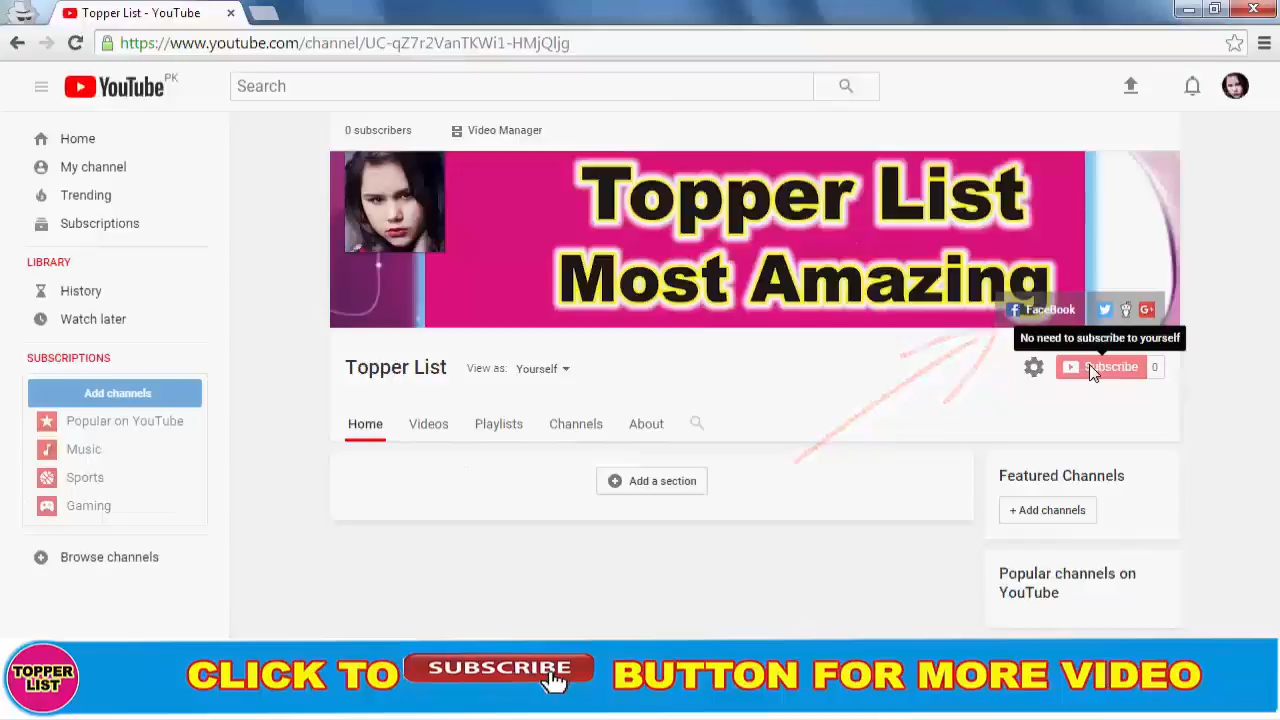 Topper List - YouTube
https://www.youtube.com/channel/UC-qZ7r2VanTKWi1-HMjQljg
YouTube PK
Search
Home
My channel
Trending
Subscriptions
LIBRARY
History
Watch later
SUBSCRIPTIONS
Add channels
Popular on YouTube
Music
Sports
Gaming
Browse channels
0 subscribers
Video Manager
Topper List
Most Amazing
FaceBook
No need to subscribe to yourself
Topper List
View as: Yourself
Subscribe 0
Home Videos Playlists Channels About
Add a section
Featured Channels
+ Add channels
Popular channels on
YouTube
TOPPER
LIST
CLICK TO SUBSCRIBE BUTTON FOR MORE VIDEO